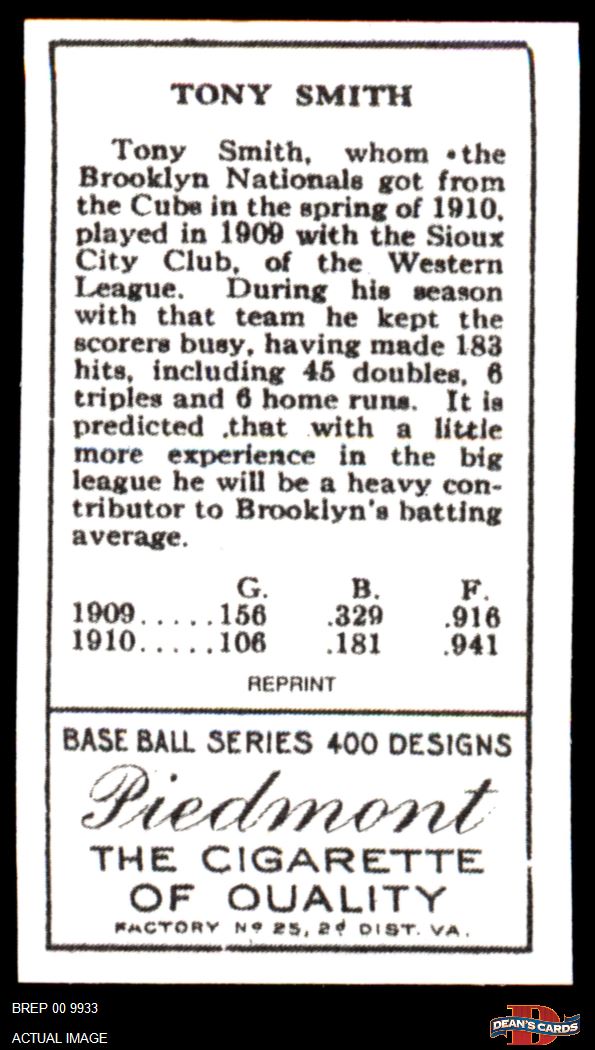 TONY SMITH
Tony Smith, whom the
Brooklyn Nationals got from
the Cubs in the spring of 1910,
played in 1909 with the Sioux
City Club, of the Western
League. During his season
with that team he kept the
scorers busy, having made 183
hits, including 45 doubles, 6
triples and 6 home runs. It is
predicted .that with a little
more experience in the big
league he will be a heavy con-
tributor to Brooklyn's batting
average.
G. B. F.
1909.....156 .329 .916
1910.....106 .181 .941
REPRINT
BASE BALL SERIES 400 DESIGNS
Piedmont
THE CIGARETTE
OF QUALITY
FACTORY Nº 25, 2d DIST. VA.
BREP 00 9933
ACTUAL IMAGE
D
DEAN'S CARDS